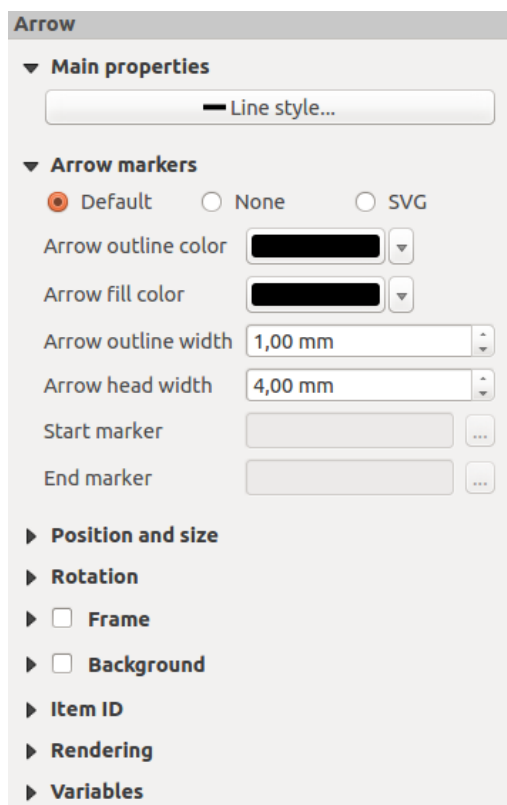 Arrow
Main properties
Line style...
Arrow markers
Default None SVG
Arrow outline color
Arrow fill color
Arrow outline width 1,00 mm
Arrow head width 4,00 mm
Start marker ...
End marker ...
Position and size
Rotation
Frame
Background
Item ID
Rendering
Variables